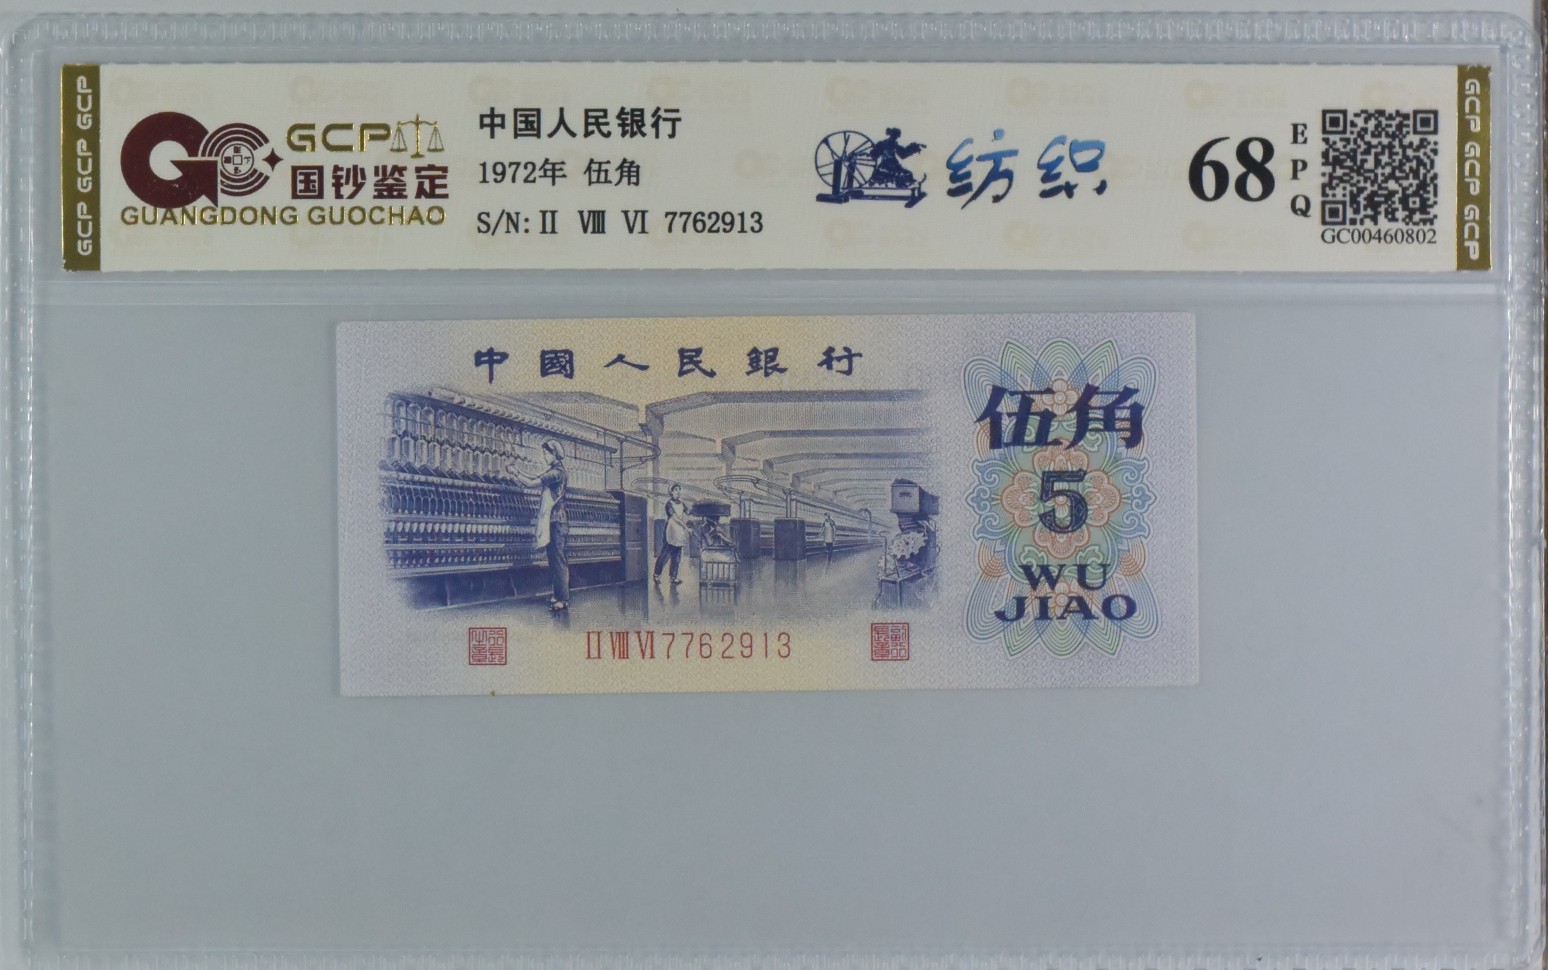 GCP GCP GCP
GCP
国钞鉴定
GUANGDONG GUOCHAO
中国人民银行
1972年 伍角
S/N: II VIII VI 7762913
纺织
68
EPQ
GC00460802
GCP GCP GCP
中國人民銀行
伍角
5
WU
JIAO
II VIII VI 7762913